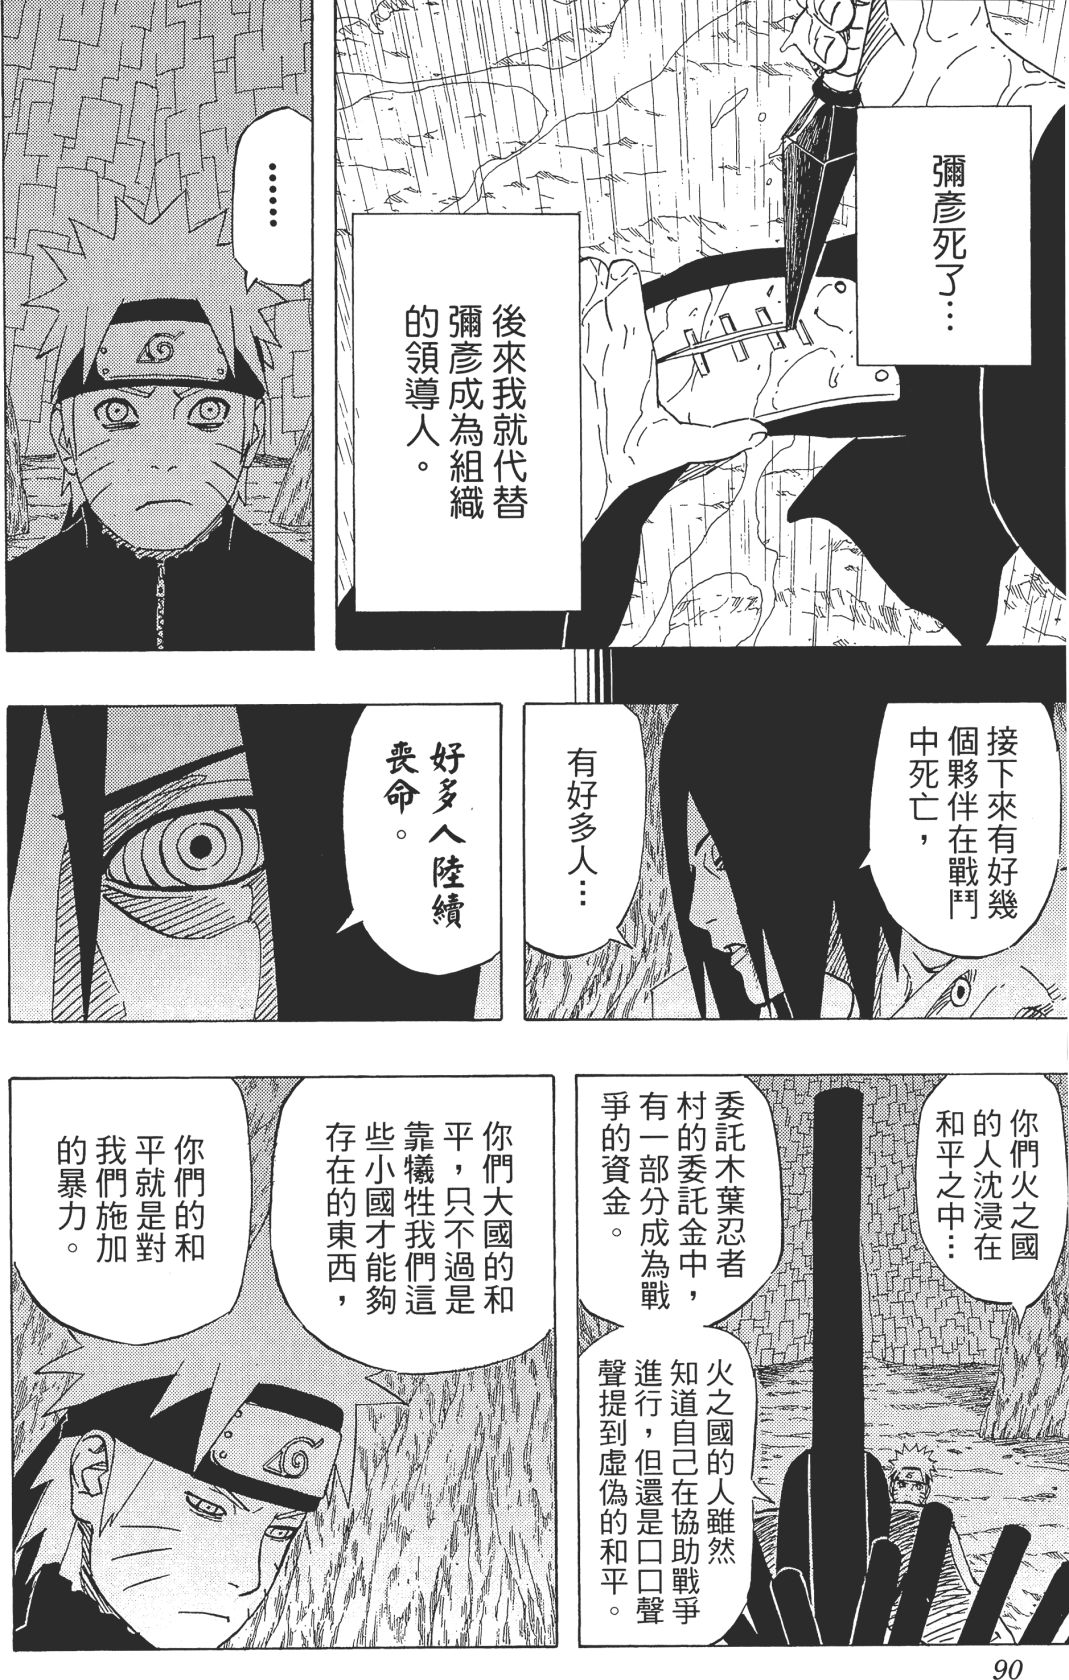 彌彥死了…
後來我就代替
彌彥成為組織
的領導人。
……
接下來有好幾
個夥伴在戰鬥
中死亡，
有好多人…
好多人陸續
喪命。
你們火之國
的人沈浸在
和平之中…
委託木葉忍者
村的委託金中，
有一部分成為戰
爭的資金。
火之國的人雖然
知道自己在協助戰爭
進行，但還是口口聲
聲提到虛偽的和平。
你們大國的和
平，只不過是
靠犧牲我們這
些小國才能夠
存在的東西，
你們的和
平就是對
我們施加
的暴力。
90